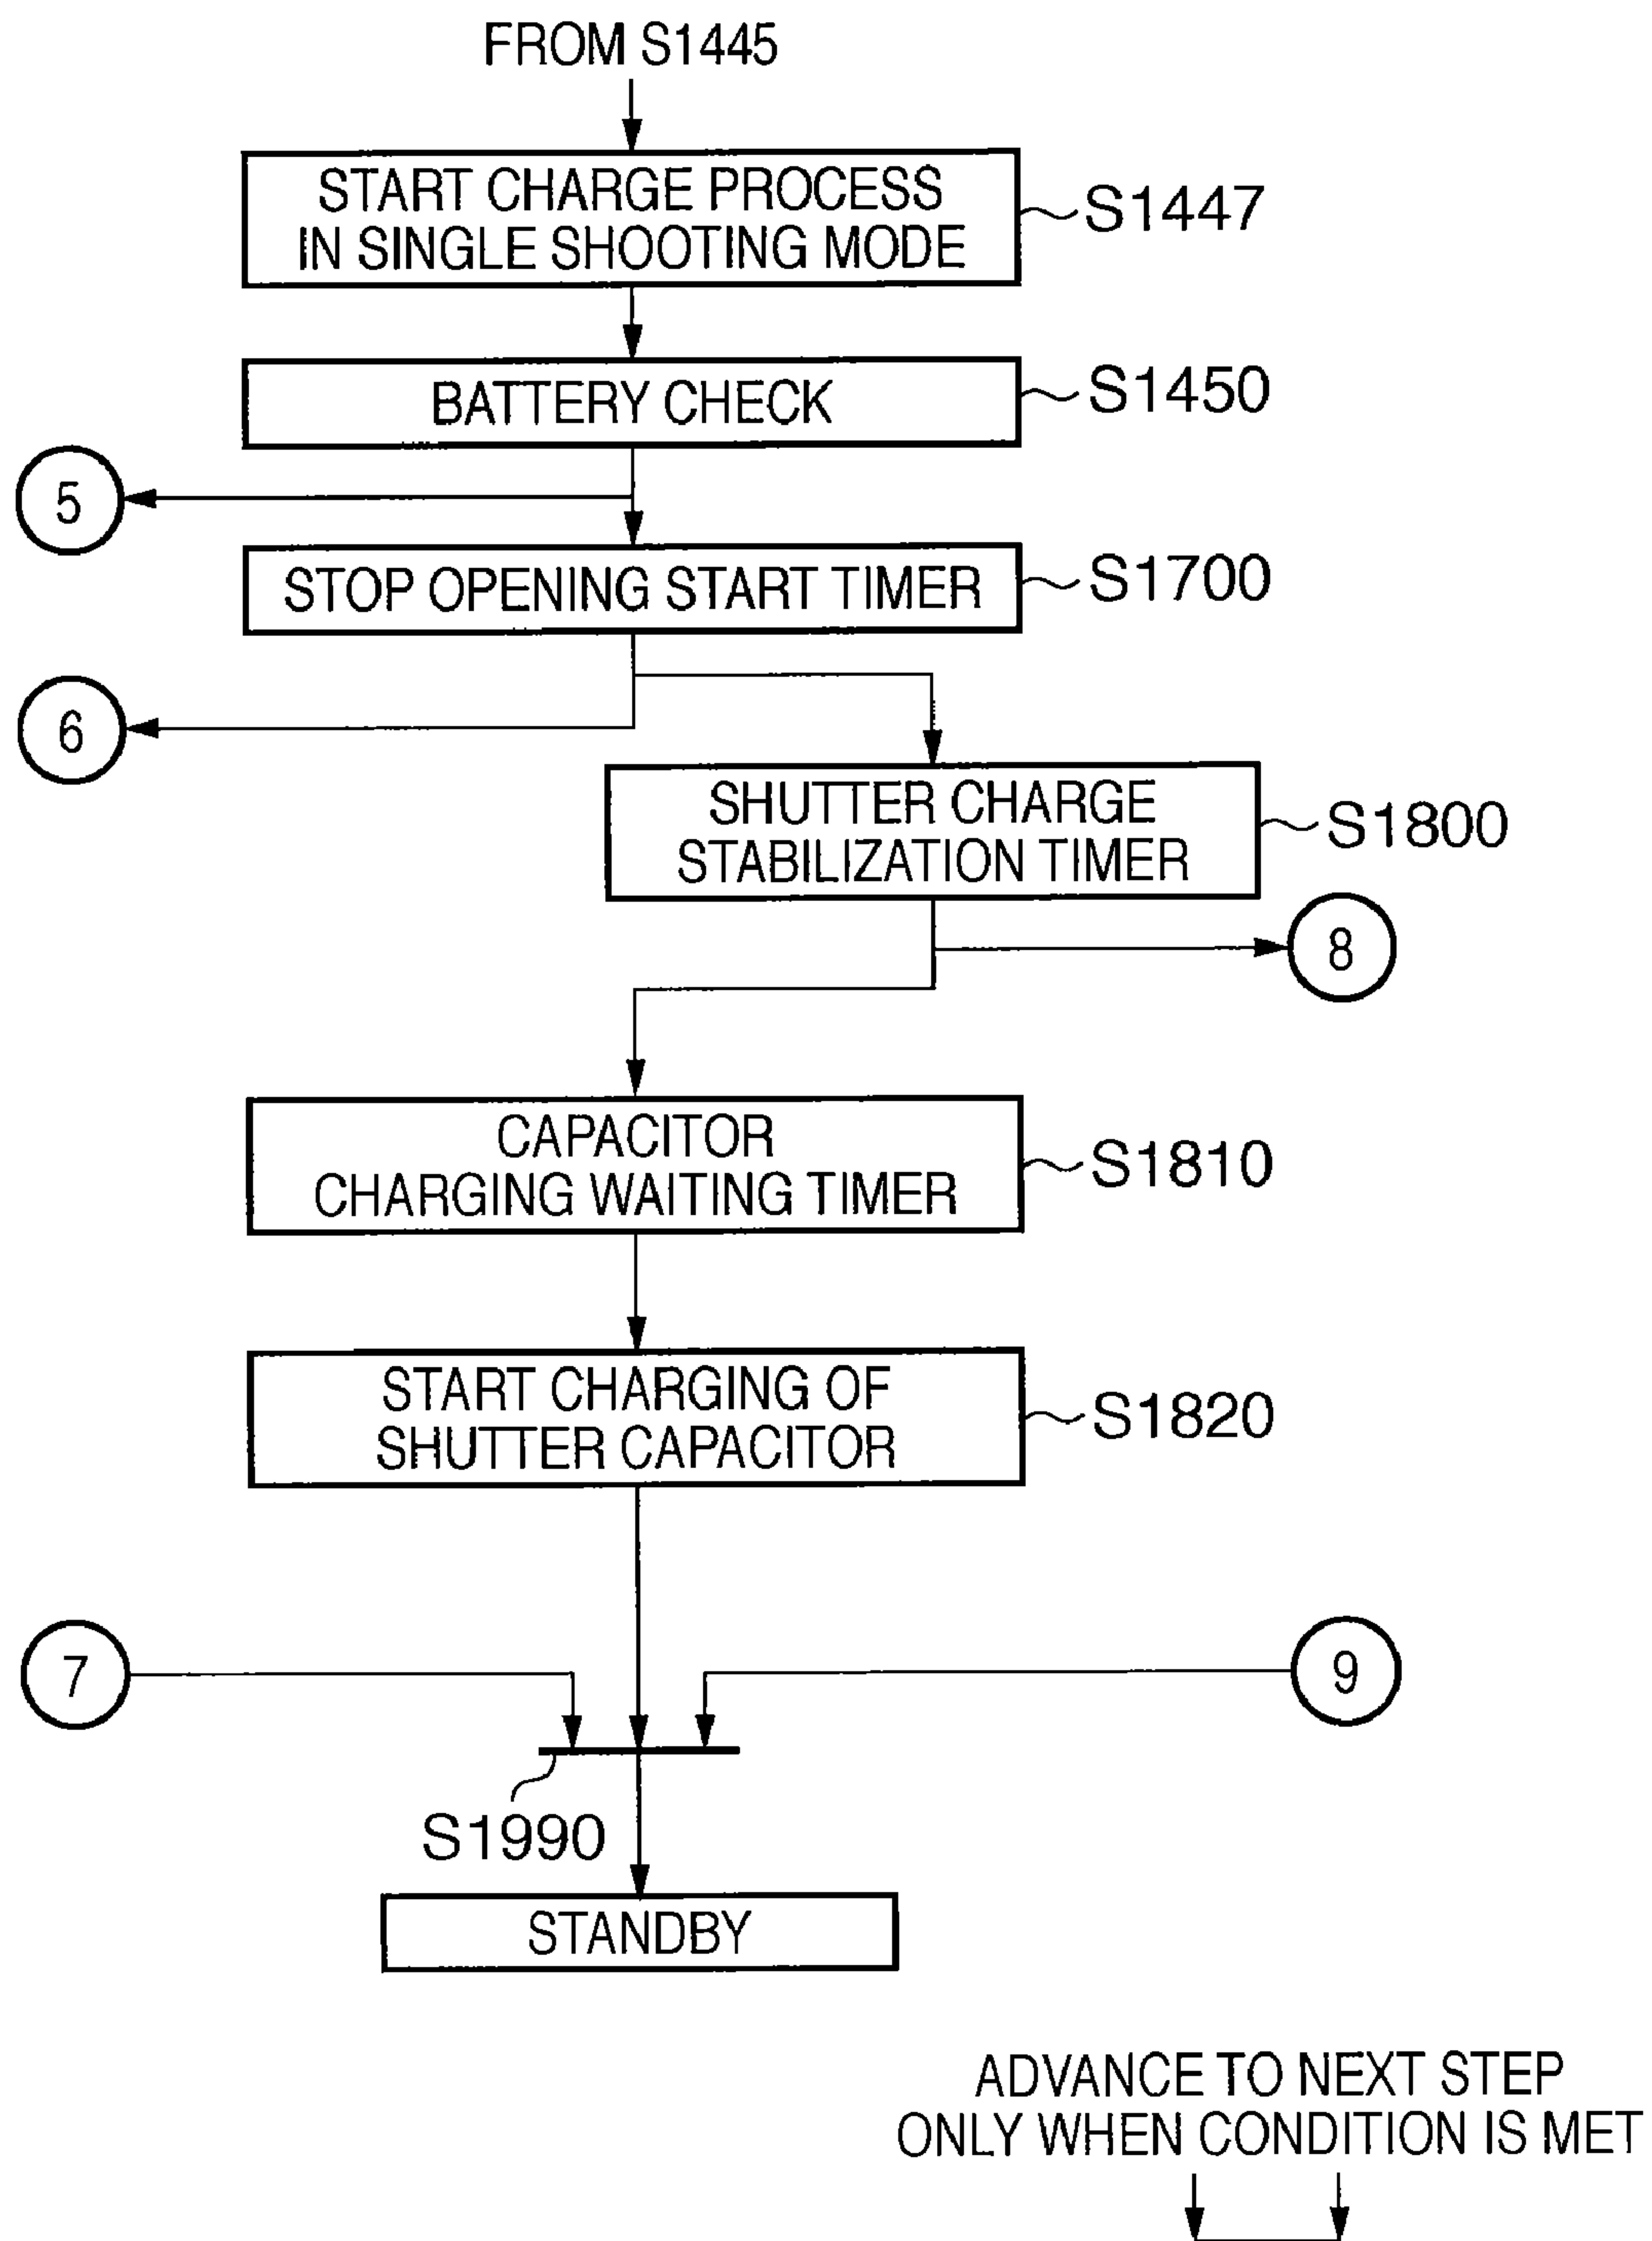 FROM S1445
START CHARGE PROCESS
IN SINGLE SHOOTING MODE
S1447
BATTERY CHECK
S1450
5
STOP OPENING START TIMER
S1700
6
SHUTTER CHARGE
STABILIZATION TIMER
S1800
8
CAPACITOR
CHARGING WAITING TIMER
S1810
START CHARGING OF
SHUTTER CAPACITOR
S1820
7
9
S1990
STANDBY
ADVANCE TO NEXT STEP
ONLY WHEN CONDITION IS MET